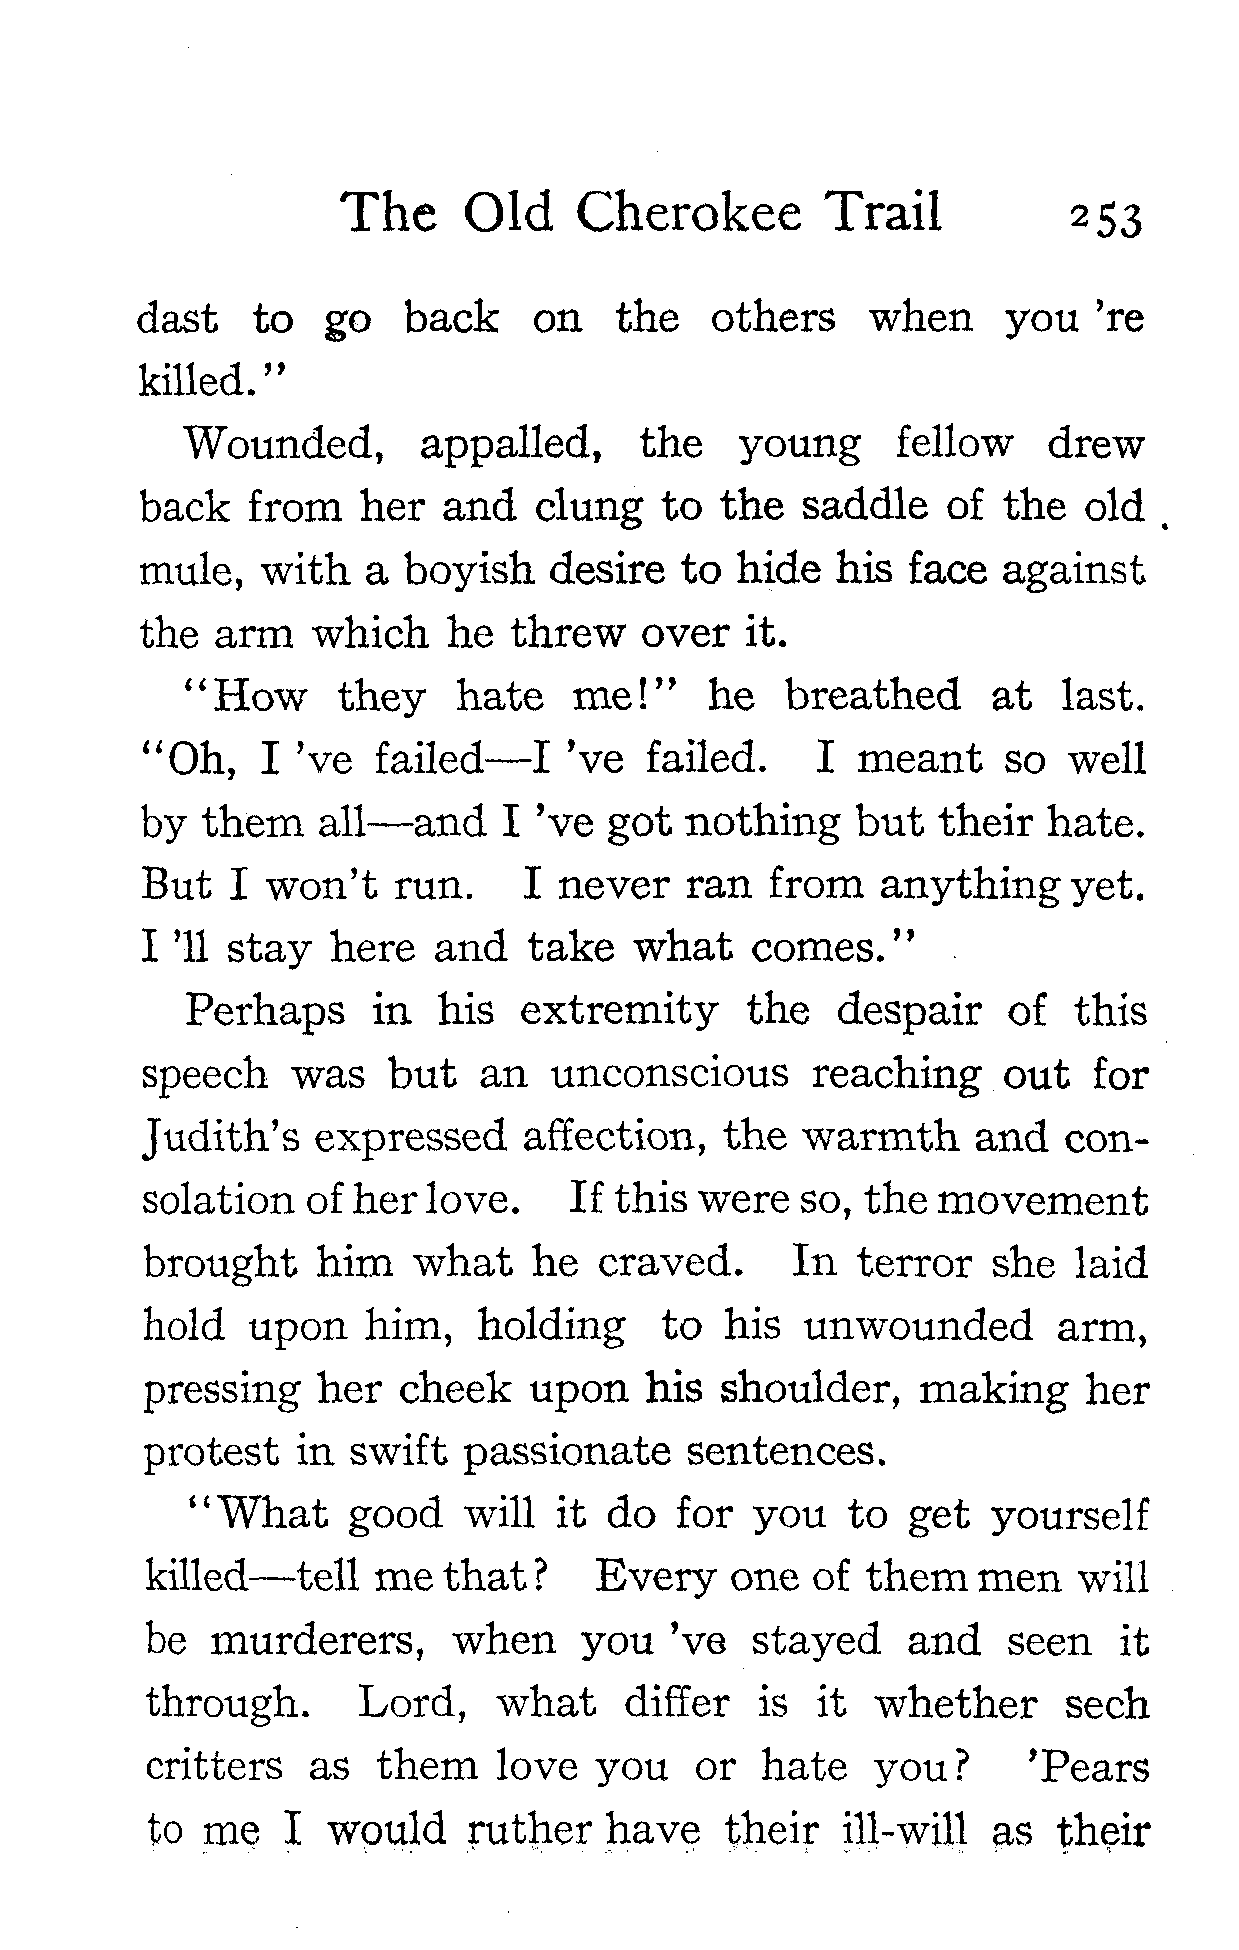 The Old Cherokee Trail 253
dast to go back on the others when you 're
killed."
Wounded, appalled, the young fellow drew
back from her and clung to the saddle of the old
mule, with a boyish desire to hide his face against
the arm which he threw over it.
"How they hate me!" he breathed at last.
"Oh, I 've failed—I 've failed. I meant so well
by them all—and I 've got nothing but their hate.
But I won't run. I never ran from anything yet.
I 'll stay here and take what comes."
Perhaps in his extremity the despair of this
speech was but an unconscious reaching out for
Judith's expressed affection, the warmth and con-
solation of her love. If this were so, the movement
brought him what he craved. In terror she laid
hold upon him, holding to his unwounded arm,
pressing her cheek upon his shoulder, making her
protest in swift passionate sentences.
"What good will it do for you to get yourself
killed—tell me that? Every one of them men will
be murderers, when you 've stayed and seen it
through. Lord, what differ is it whether sech
critters as them love you or hate you? 'Pears
to me I would ruther have their ill-will as their